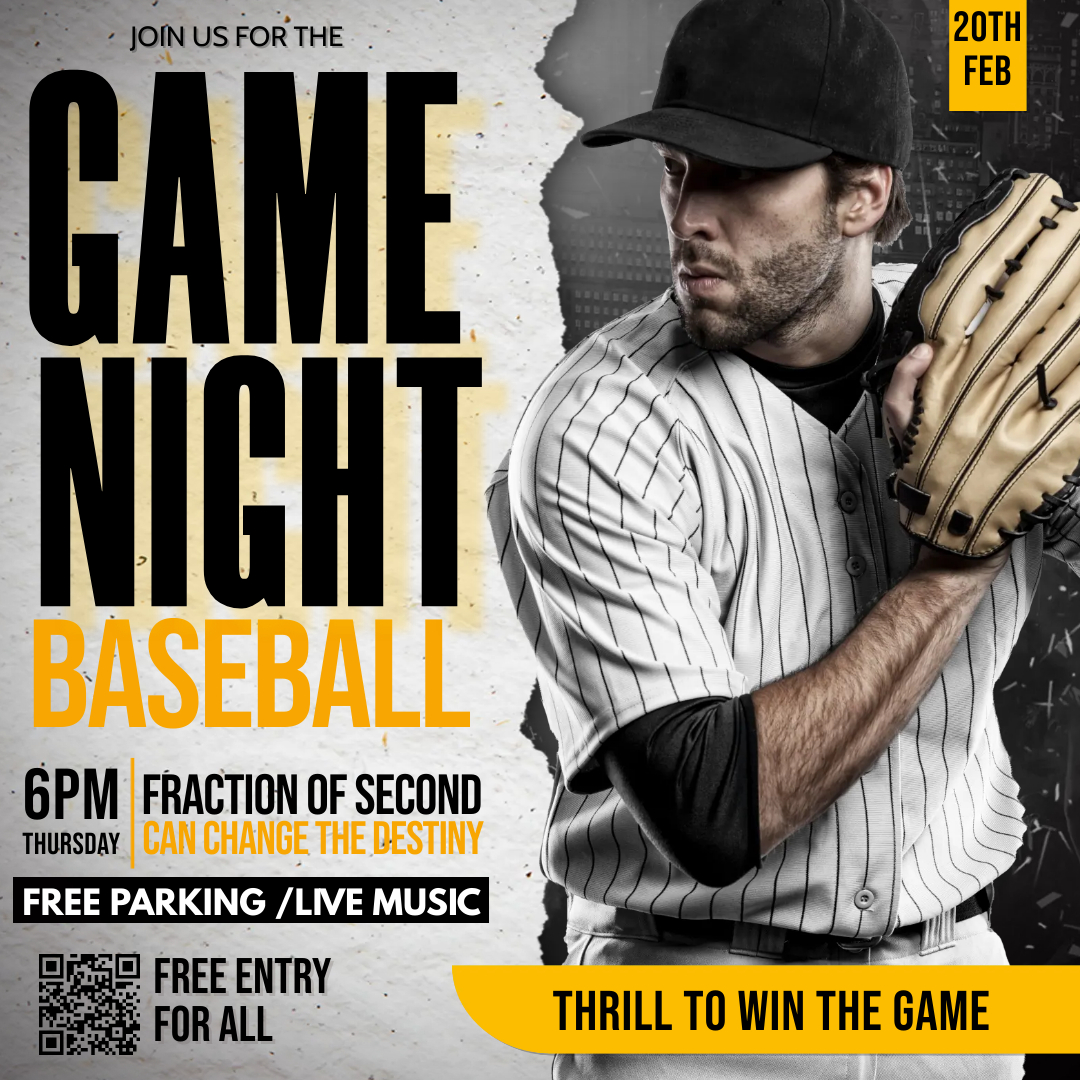 JOIN US FOR THE
20TH
FEB
GAME
NIGHT
BASEBALL
6PM
THURSDAY
FRACTION OF SECOND
CAN CHANGE THE DESTINY
FREE PARKING /LIVE MUSIC
FREE ENTRY
FOR ALL
THRILL TO WIN THE GAME